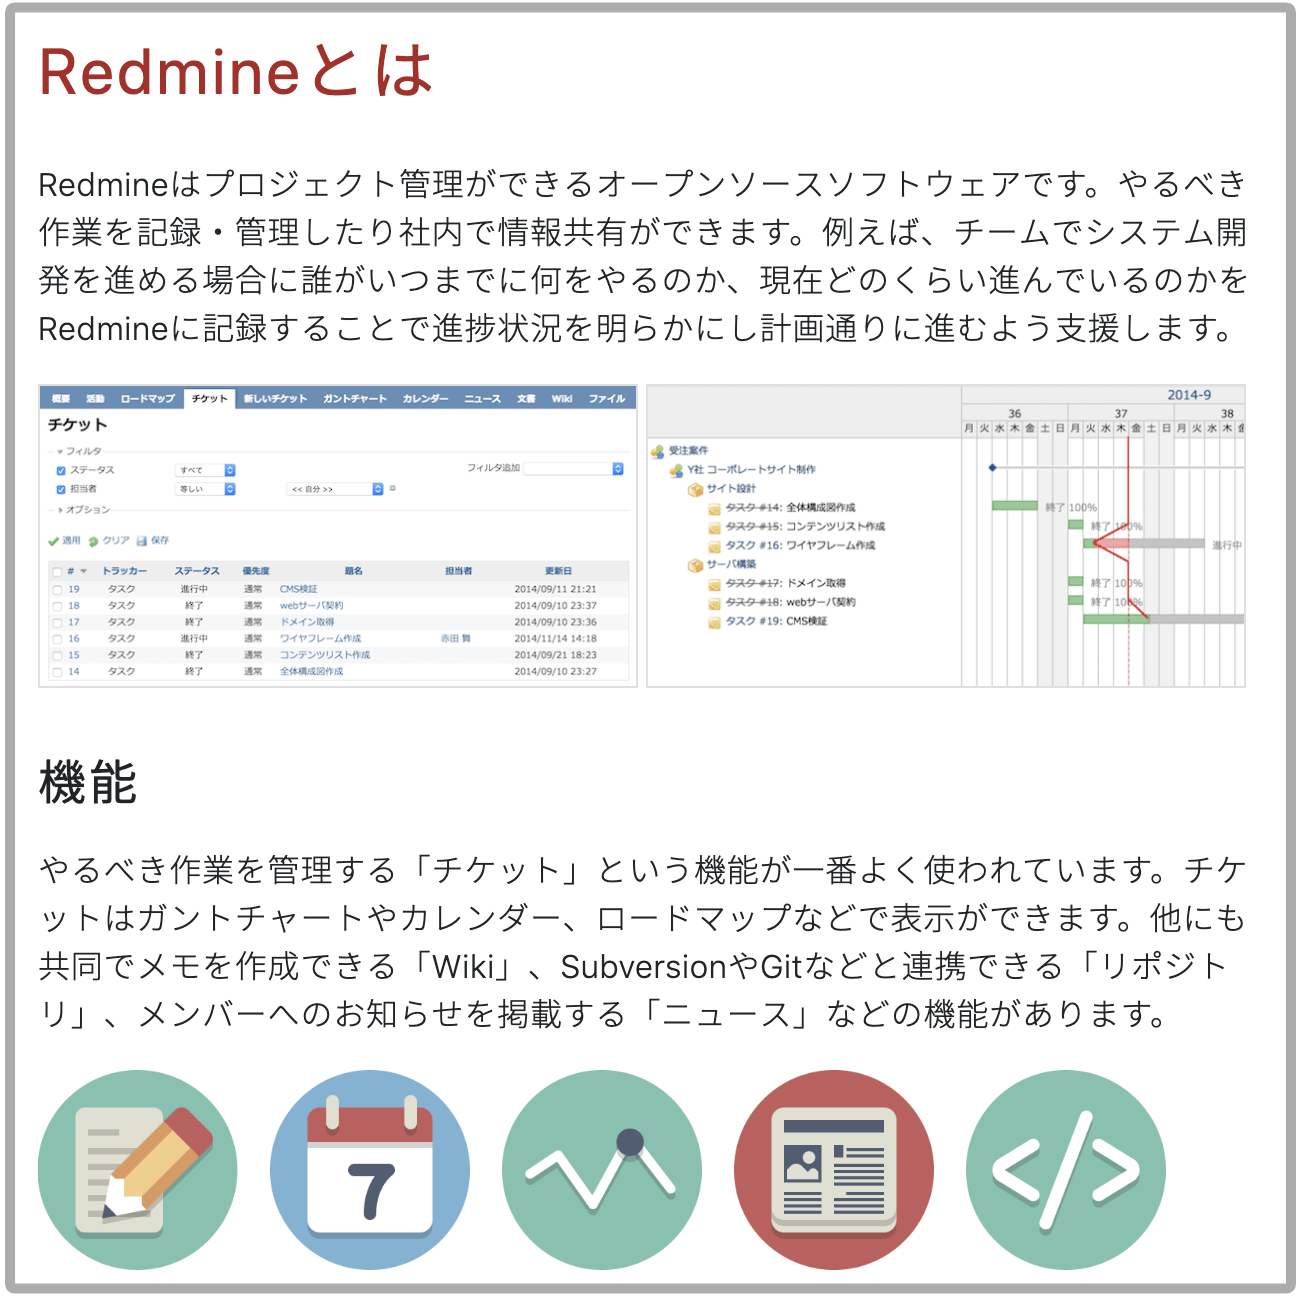 Redmineとは
Redmineはプロジェクト管理ができるオープンソースソフトウェアです。やるべき
作業を記録・管理したり社内で情報共有ができます。例えば、チームでシステム開
発を進める場合に誰がいつまでに何をやるのか、現在どのくらい進んでいるのかを
Redmineに記録することで進捗状況を明らかにし計画通りに進むよう支援します。
概要 活動 ロードマップ チケット 新しいチケット ガントチャート カレンダー ニュース 文書 Wiki ファイル
チケット
フィルタ
ステータス すべて フィルタ追加
担当者 等しい << 自分 >>
オプション
適用 クリア 保存
# トラッカー ステータス 優先度 題名 担当者 更新日
19 タスク 進行中 通常 CMS検証 2014/09/11 21:21
18 タスク 終了 通常 webサーバ契約 2014/09/10 23:37
17 タスク 終了 通常 ドメイン取得 2014/09/10 23:36
16 タスク 進行中 通常 ワイヤフレーム作成 赤田 舞 2014/11/14 14:18
15 タスク 終了 通常 コンテンツリスト作成 2014/09/21 18:23
14 タスク 終了 通常 全体構成図作成 2014/09/10 23:27
2014-9
36 37 38
月 火 水 木 金 土 日 月 火 水 木 金 土 日 月 火 水 木 金
受注案件
Y社 コーポレートサイト制作
サイト設計
タスク #14: 全体構成図作成 終了 100%
タスク #15: コンテンツリスト作成 終了 100%
タスク #16: ワイヤフレーム作成 進行中
サーバ構築
タスク #17: ドメイン取得 終了 100%
タスク #18: webサーバ契約 終了 100%
タスク #19: CMS検証
機能
やるべき作業を管理する「チケット」という機能が一番よく使われています。チケ
ットはガントチャートやカレンダー、ロードマップなどで表示ができます。他にも
共同でメモを作成できる「Wiki」、SubversionやGitなどと連携できる「リポジト
リ」、メンバーへのお知らせを掲載する「ニュース」などの機能があります。
7